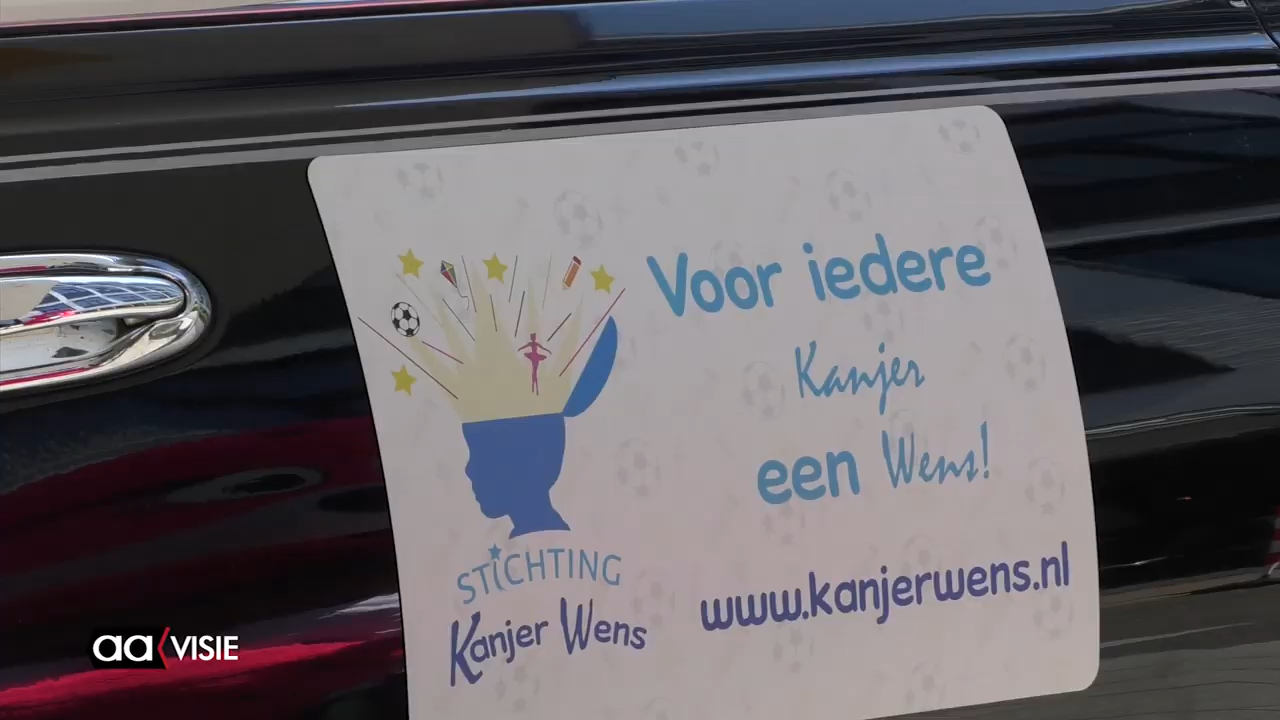 Voor iedere
Kanjer
een Wens!
STICHTING
Kanjer Wens
www.kanjerwens.nl
aa/VISIE